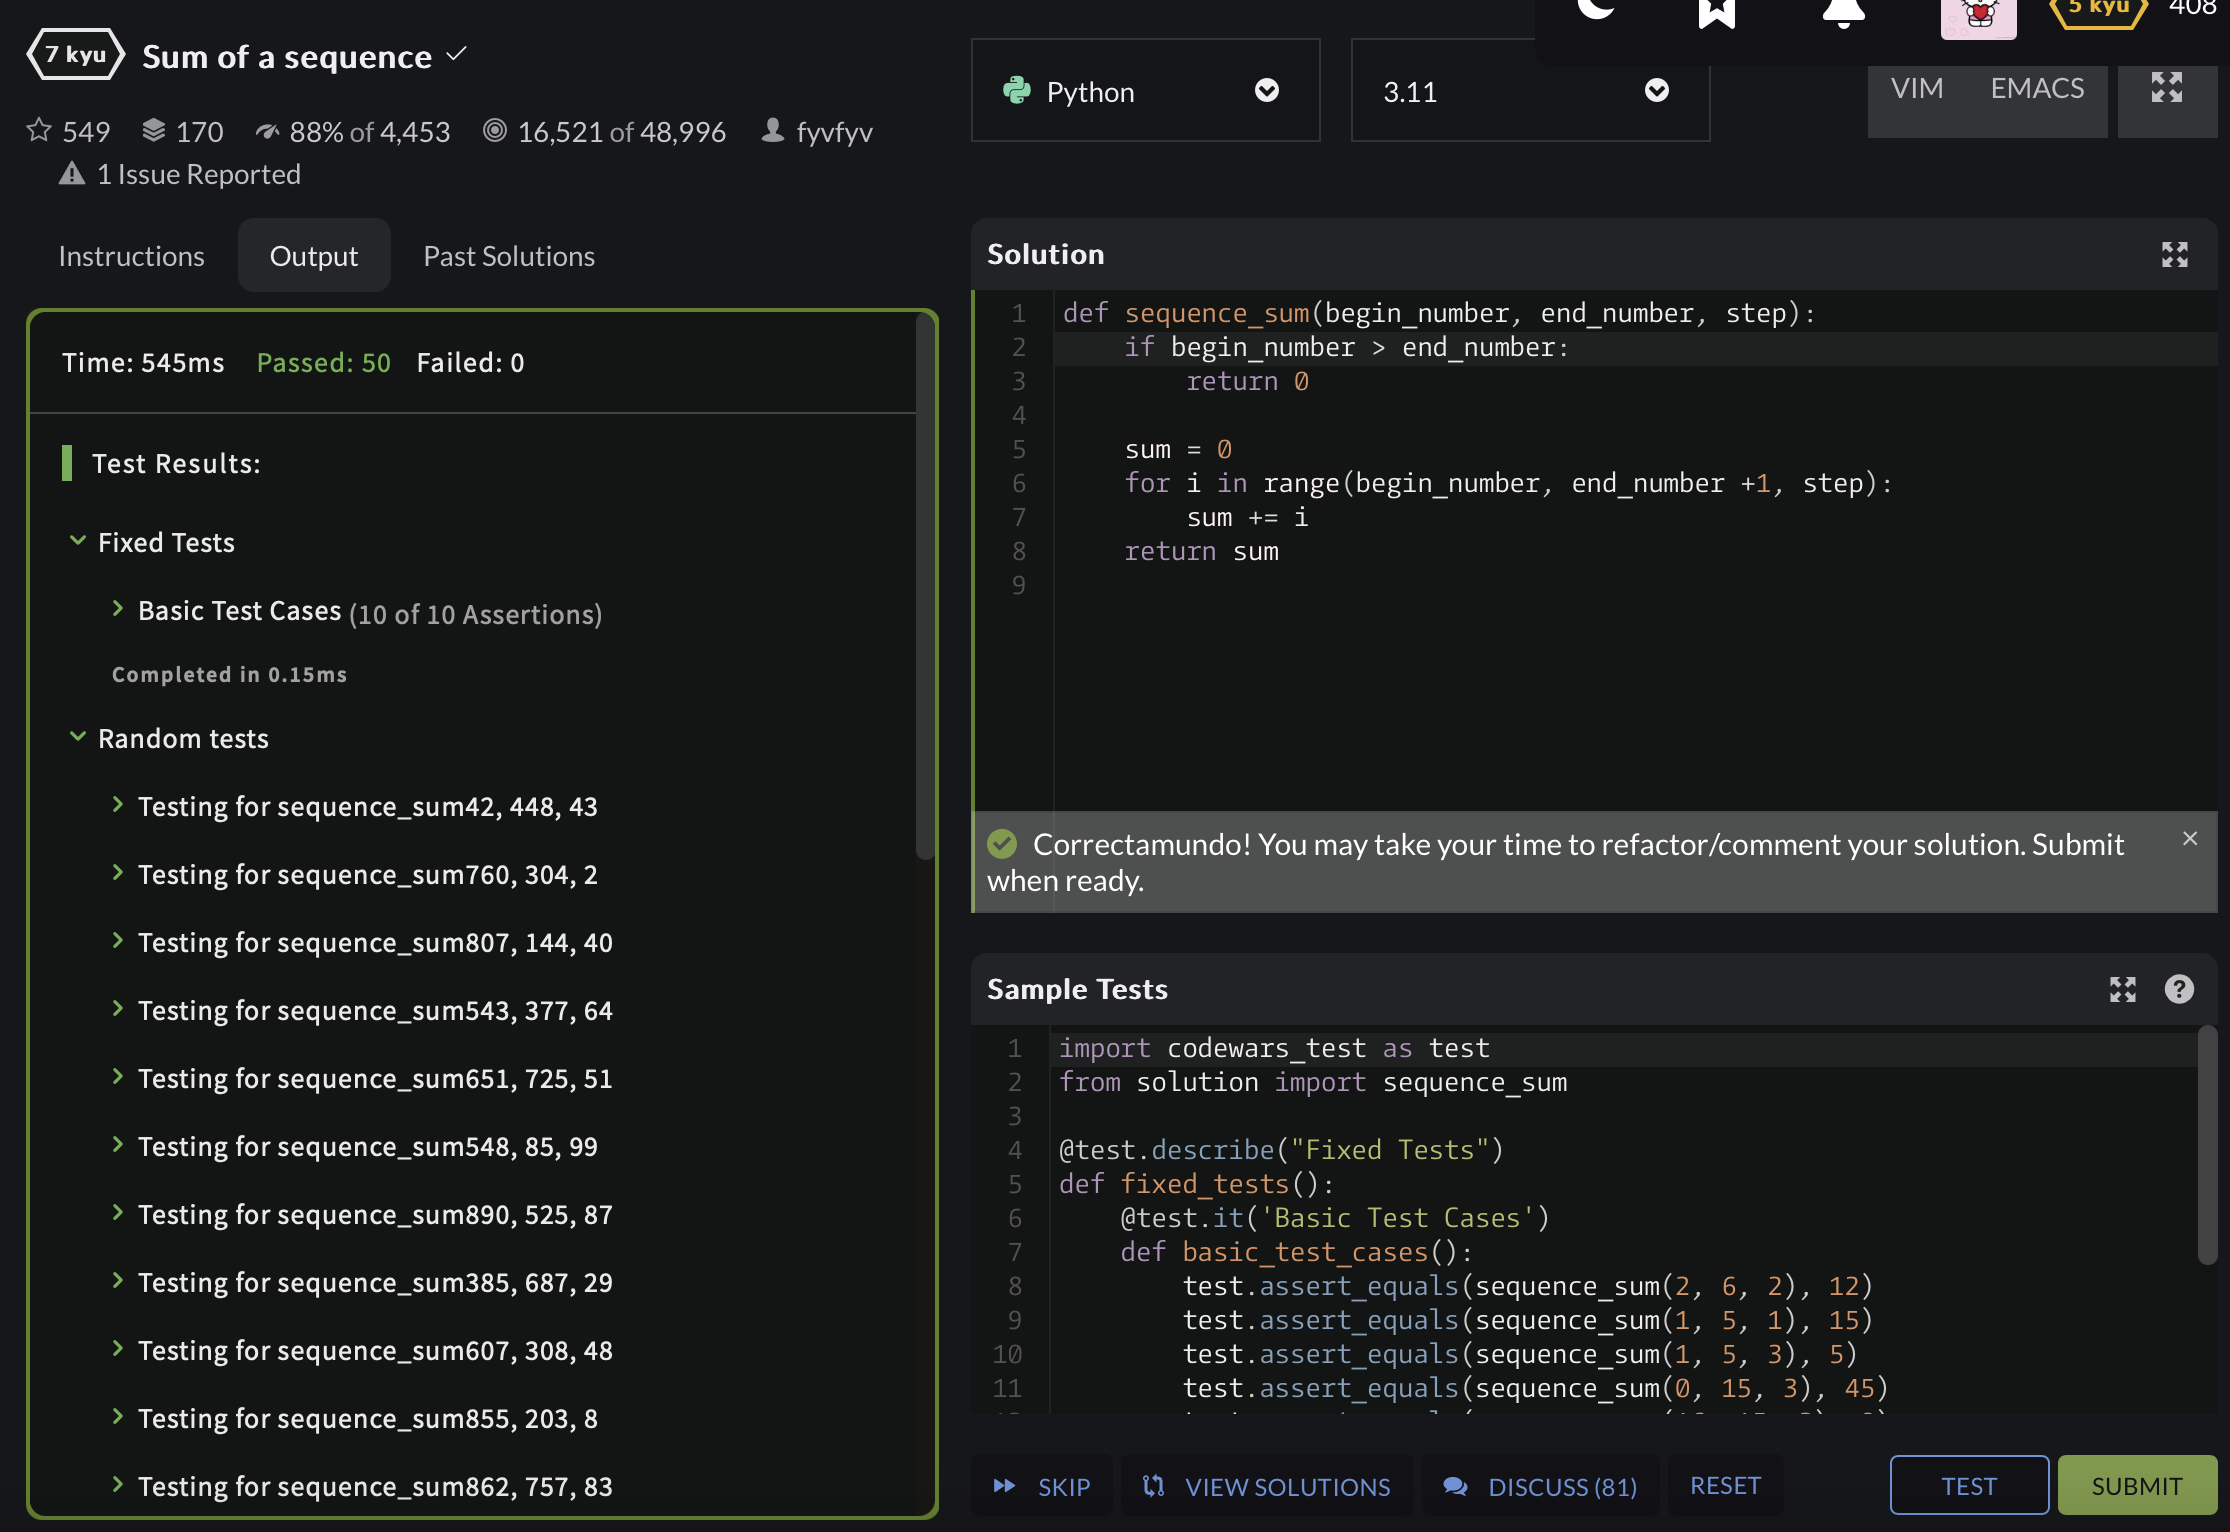 7 kyu Sum of a sequence
549 170 88% of 4,453 16,521 of 48,996 fyvfyv
1 Issue Reported
Instructions Output Past Solutions
Time: 545ms Passed: 50 Failed: 0
Test Results:
Fixed Tests
Basic Test Cases (10 of 10 Assertions)
Completed in 0.15ms
Random tests
Testing for sequence_sum42, 448, 43
Testing for sequence_sum760, 304, 2
Testing for sequence_sum807, 144, 40
Testing for sequence_sum543, 377, 64
Testing for sequence_sum651, 725, 51
Testing for sequence_sum548, 85, 99
Testing for sequence_sum890, 525, 87
Testing for sequence_sum385, 687, 29
Testing for sequence_sum607, 308, 48
Testing for sequence_sum855, 203, 8
Testing for sequence_sum862, 757, 83
5 kyu 408
Python 3.11 VIM EMACS
Solution
1 def sequence_sum(begin_number, end_number, step):
2     if begin_number > end_number:
3         return 0
4
5     sum = 0
6     for i in range(begin_number, end_number +1, step):
7         sum += i
8     return sum
9
Correctamundo! You may take your time to refactor/comment your solution. Submit
when ready.
Sample Tests
1 import codewars_test as test
2 from solution import sequence_sum
3
4 @test.describe("Fixed Tests")
5 def fixed_tests():
6     @test.it('Basic Test Cases')
7     def basic_test_cases():
8         test.assert_equals(sequence_sum(2, 6, 2), 12)
9         test.assert_equals(sequence_sum(1, 5, 1), 15)
10         test.assert_equals(sequence_sum(1, 5, 3), 5)
11         test.assert_equals(sequence_sum(0, 15, 3), 45)
SKIP VIEW SOLUTIONS DISCUSS (81) RESET TEST SUBMIT